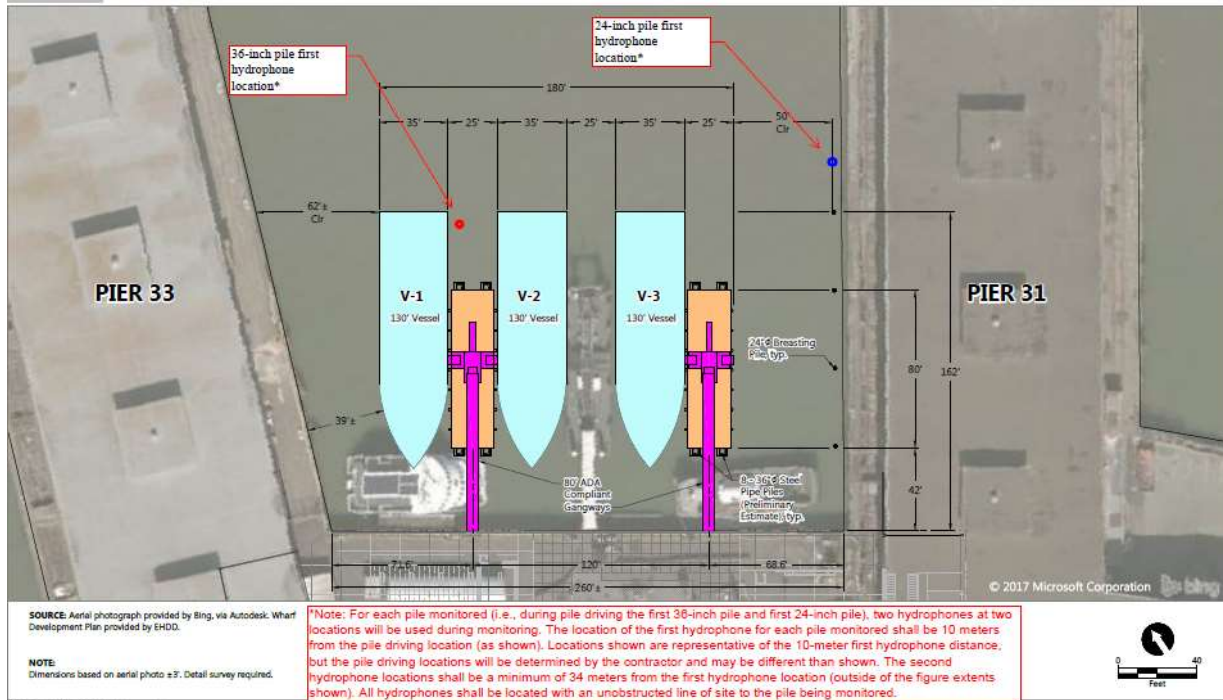 36-inch pile first
hydrophone
location*
24-inch pile first
hydrophone
location*
180'
35'
25'
35'
25'
35'
25'
50'
Clr
62'±
Clr
PIER 33
V-1
130' Vessel
V-2
130' Vessel
V-3
130' Vessel
PIER 31
24"ϕ Breasting
Pile, typ.
80'
162'
39'±
42'
80' ADA
Compliant
Gangways
8 - 36"ϕ Steel
Pipe Piles
(Preliminary
Estimate), typ.
71.6'
120'
68.6'
260'±
© 2017 Microsoft Corporation
bing
SOURCE: Aerial photograph provided by Bing, via Autodesk. Wharf
Development Plan provided by EHDD.
NOTE:
Dimensions based on aerial photo ±3'. Detail survey required.
*Note: For each pile monitored (i.e., during pile driving the first 36-inch pile and first 24-inch pile), two hydrophones at two
locations will be used during monitoring. The location of the first hydrophone for each pile monitored shall be 10 meters
from the pile driving location (as shown). Locations shown are representative of the 10-meter first hydrophone distance,
but the pile driving locations will be determined by the contractor and may be different than shown. The second
hydrophone locations shall be a minimum of 34 meters from the first hydrophone location (outside of the figure extents
shown). All hydrophones shall be located with an unobstructed line of site to the pile being monitored.
0
40
Feet